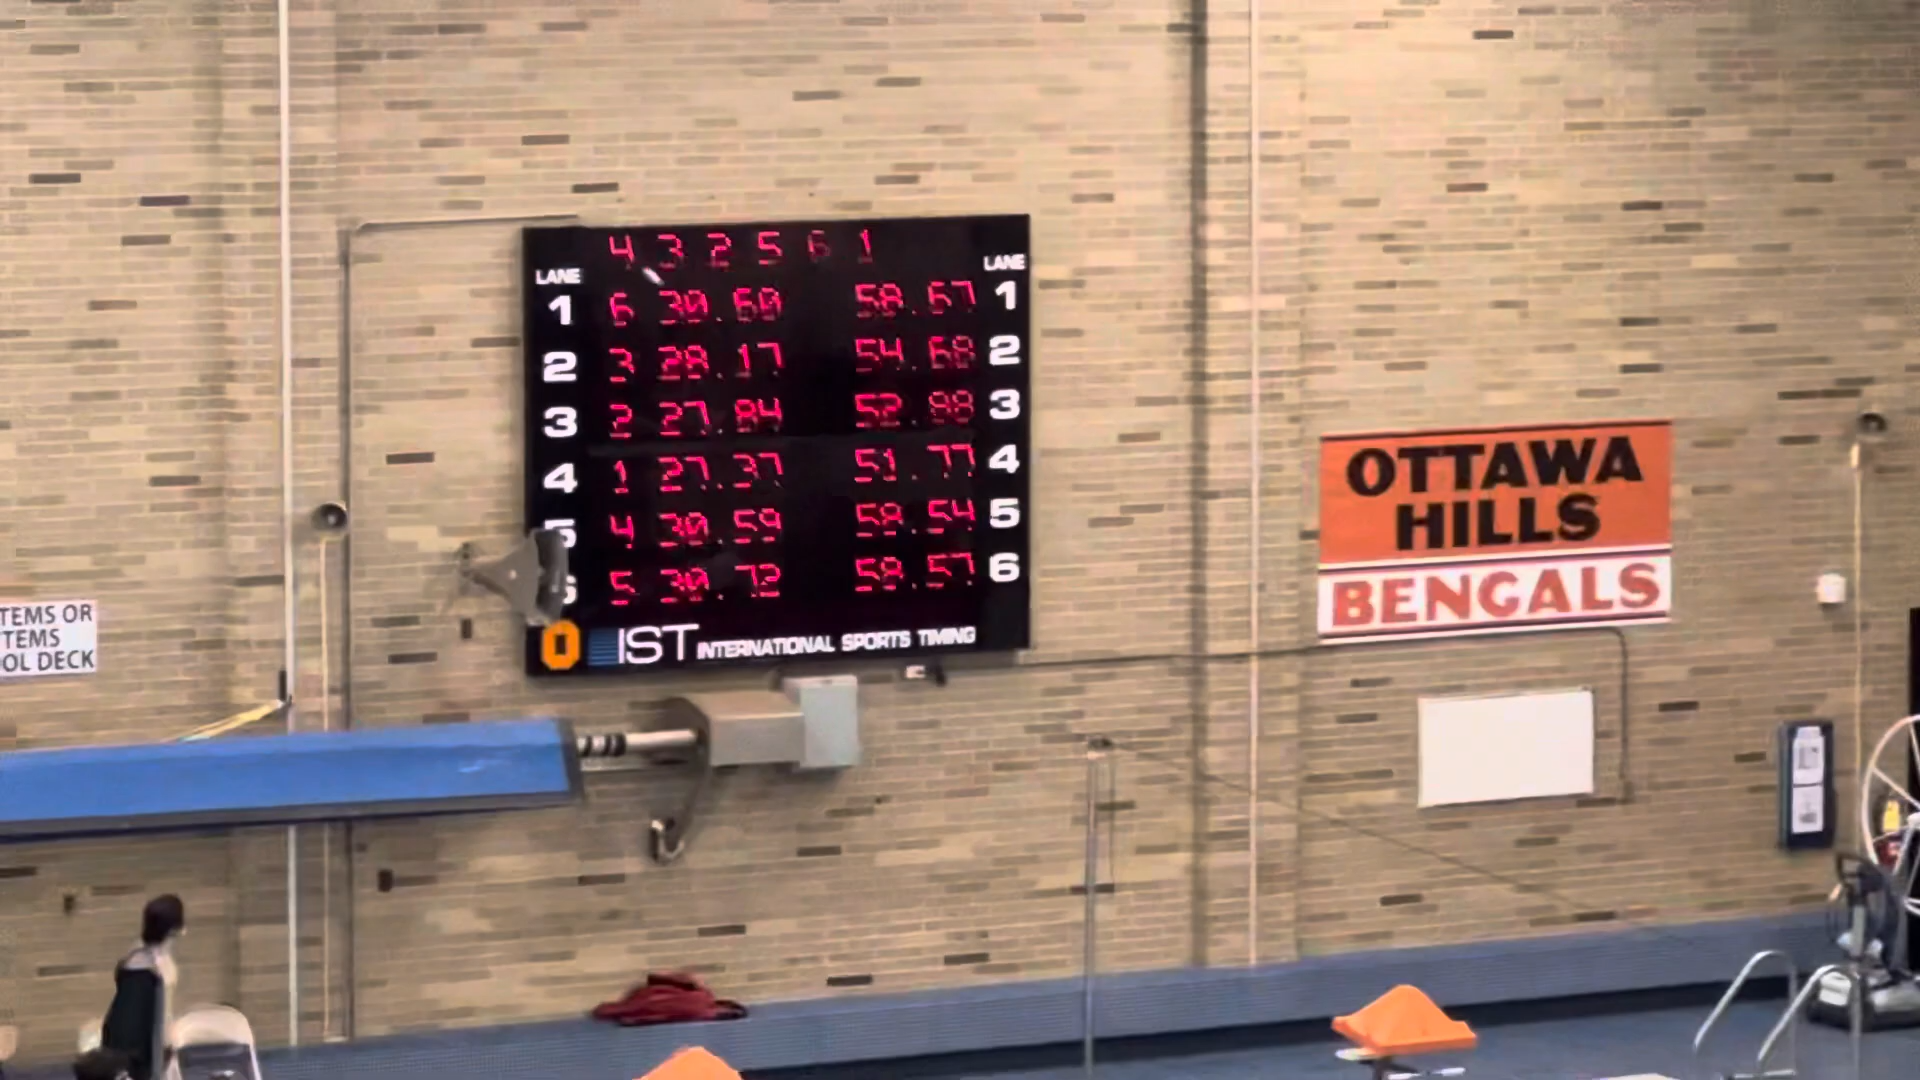 4 3 2 5 6 1
LANE LANE
1 6 30.60 58.67 1
2 3 28.17 54.68 2
3 2 27.84 52.98 3
4 1 27.37 51.77 4
5 4 30.59 58.54 5
6 5 30.72 58.57 6
O IST INTERNATIONAL SPORTS TIMING
OTTAWA
HILLS
BENGALS
TEMS OR
TEMS
OL DECK